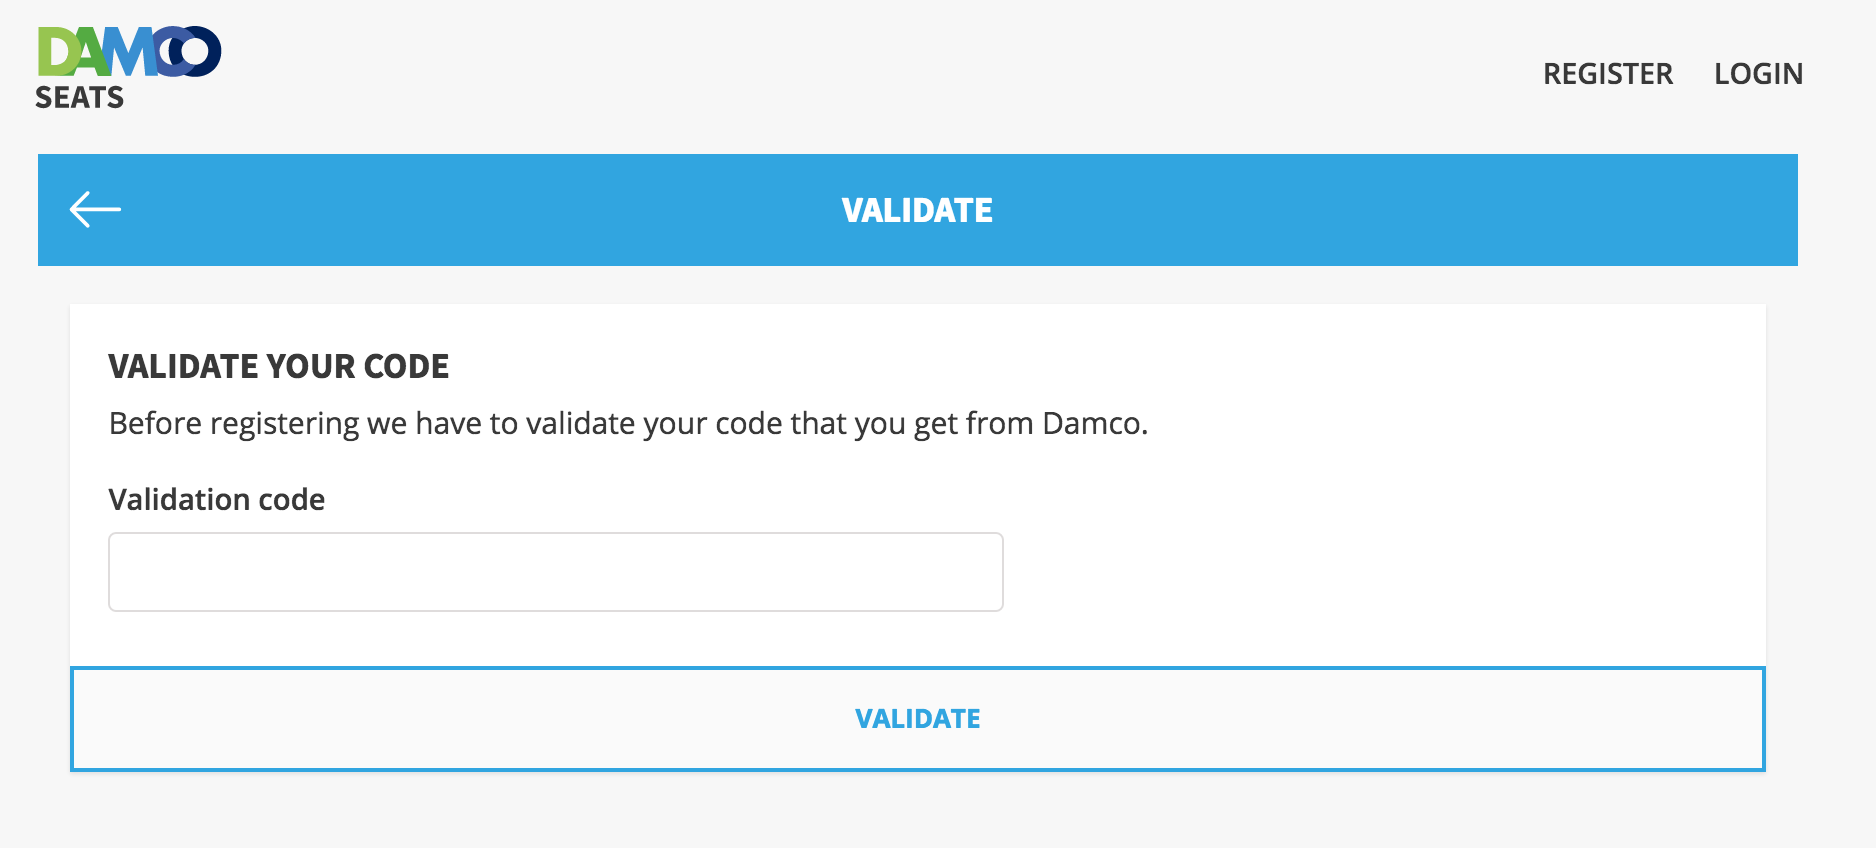 DAMCO
SEATS
REGISTER LOGIN
VALIDATE
VALIDATE YOUR CODE
Before registering we have to validate your code that you get from Damco.
Validation code
VALIDATE